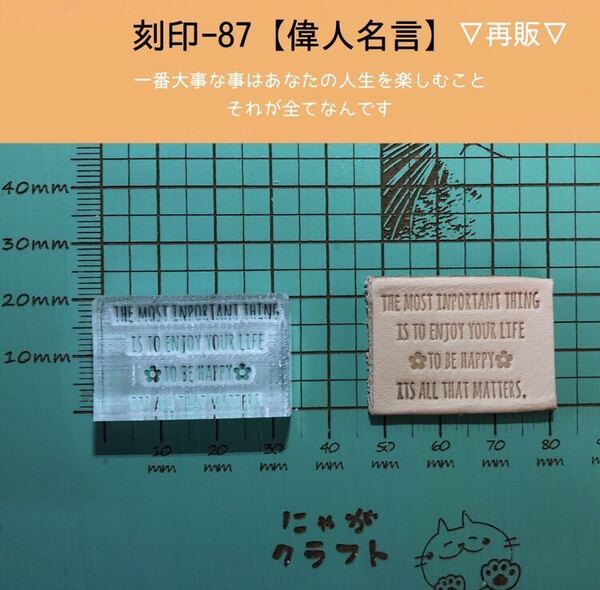 刻印-87【偉人名言】 ▽再販▽
一番大事な事はあなたの人生を楽しむこと
それが全てなんです
40mm
30mm
20mm
10mm
THE MOST INPORTANT THING
IS TO ENJOY YOUR LIFE
TO BE HAPPY
ITS ALL THAT MATTERS.
THE MOST INPORTANT THING
IS TO ENJOY YOUR LIFE
TO BE HAPPY
ITS ALL THAT MATTERS.
10 mm
20 mm
30 mm
40 mm
50 mm
60 mm
70 mm
80 mm
にゃがクラフト